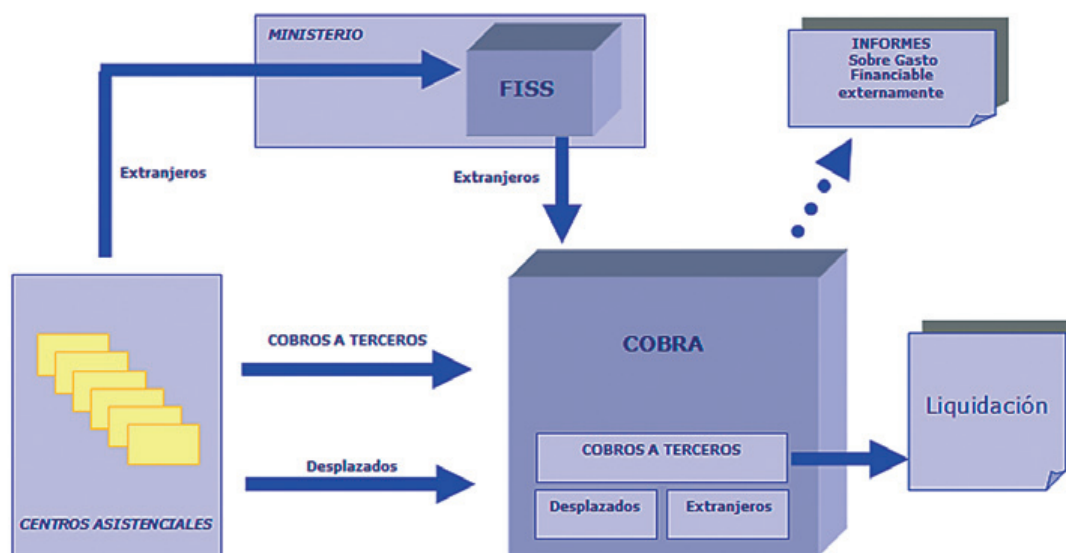 MINISTERIO
FISS
INFORMES
Sobre Gasto
Financiable
externamente
Extranjeros
Extranjeros
COBROS A TERCEROS
COBRA
Liquidación
COBROS A TERCEROS
Desplazados
Desplazados
Extranjeros
CENTROS ASISTENCIALES